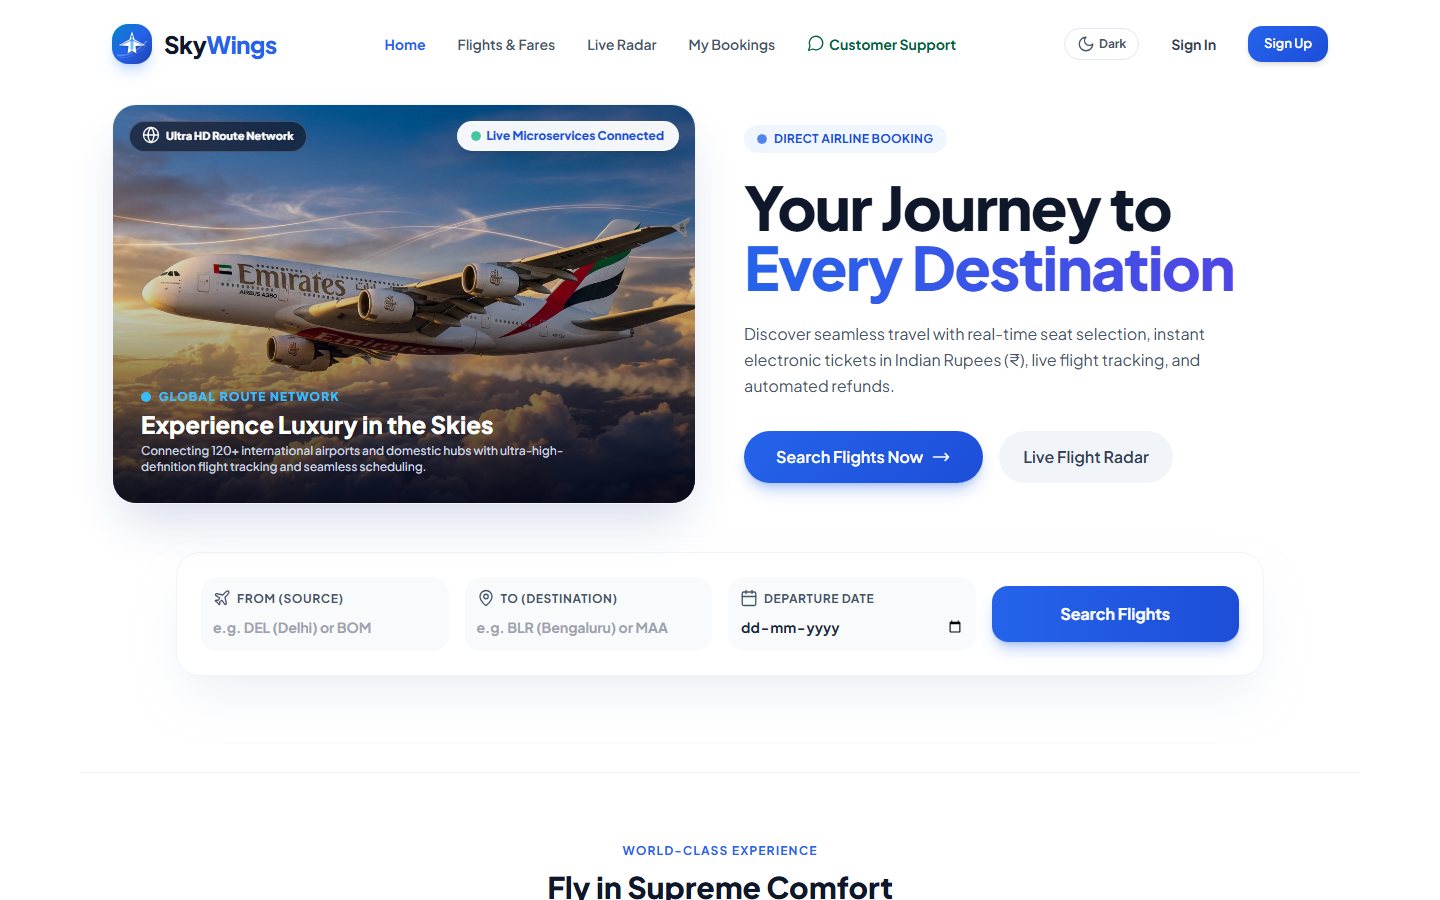 SkyWings
Home
Flights & Fares
Live Radar
My Bookings
Customer Support
Dark
Sign In
Sign Up
Ultra HD Route Network
Live Microservices Connected
Emirates
AIRBUS A380
Emirates
GLOBAL ROUTE NETWORK
Experience Luxury in the Skies
Connecting 120+ international airports and domestic hubs with ultra-high-
definition flight tracking and seamless scheduling.
DIRECT AIRLINE BOOKING
Your Journey to
Every Destination
Discover seamless travel with real-time seat selection, instant
electronic tickets in Indian Rupees (₹), live flight tracking, and
automated refunds.
Search Flights Now
Live Flight Radar
FROM (SOURCE)
e.g. DEL (Delhi) or BOM
TO (DESTINATION)
e.g. BLR (Bengaluru) or MAA
DEPARTURE DATE
dd-mm-yyyy
Search Flights
WORLD-CLASS EXPERIENCE
Fly in Supreme Comfort